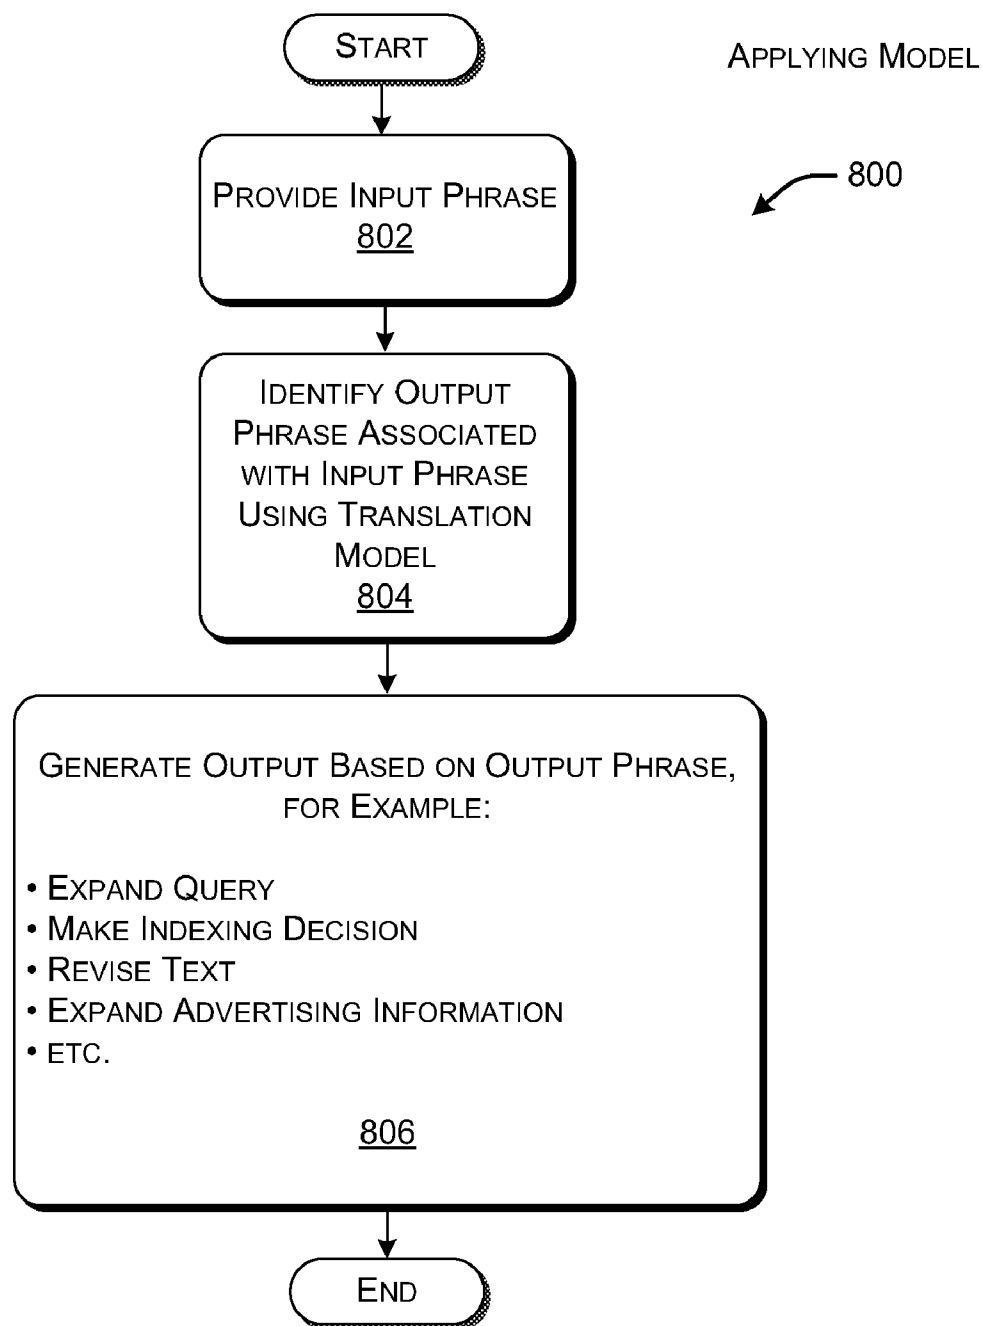 START
APPLYING MODEL
800
PROVIDE INPUT PHRASE
802
IDENTIFY OUTPUT
PHRASE ASSOCIATED
WITH INPUT PHRASE
USING TRANSLATION
MODEL
804
GENERATE OUTPUT BASED ON OUTPUT PHRASE,
FOR EXAMPLE:
• EXPAND QUERY
• MAKE INDEXING DECISION
• REVISE TEXT
• EXPAND ADVERTISING INFORMATION
• ETC.
806
END